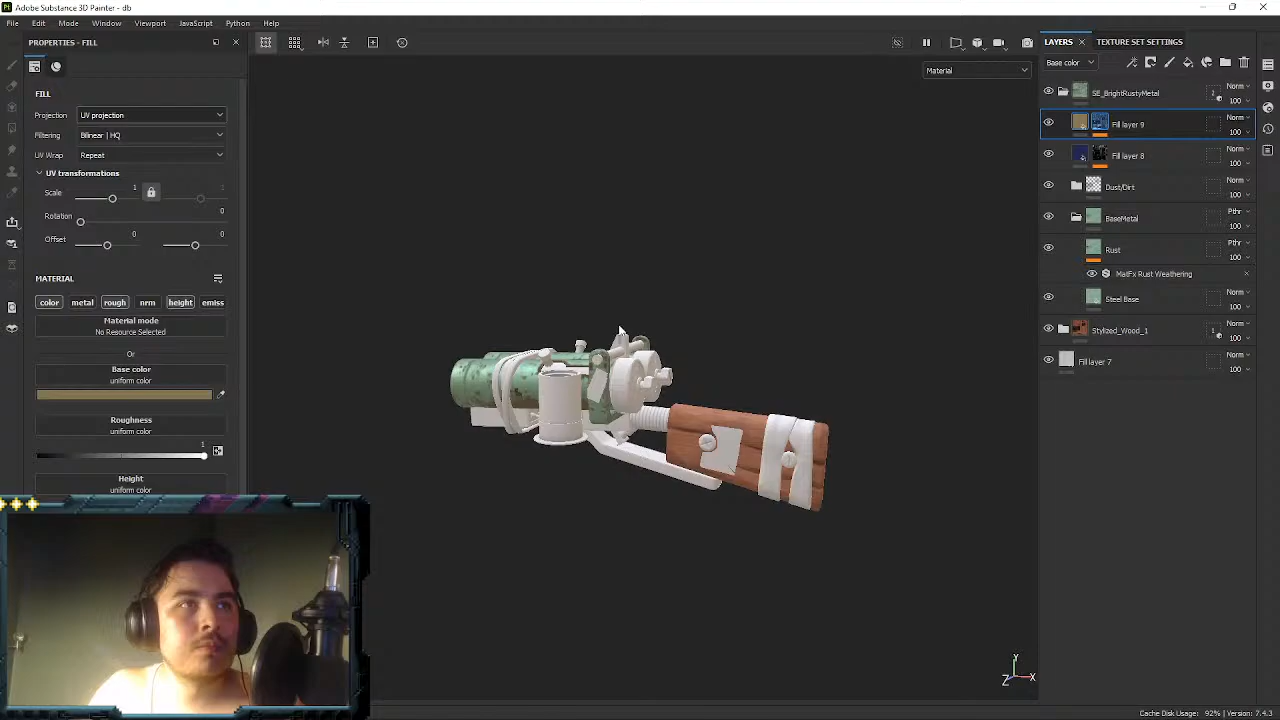 Pt Adobe Substance 3D Painter - db
File Edit Mode Window Viewport JavaScript Python Help
PROPERTIES - FILL
FILL
Projection UV projection
Filtering Bilinear | HQ
UV Wrap Repeat
UV transformations
Scale 1 1
Rotation 0
Offset 0 0
MATERIAL
color metal rough nrm height emiss
Material mode
No Resource Selected
Or
Base color
uniform color
Roughness
uniform color
1
Height
uniform color
Material
LAYERS TEXTURE SET SETTINGS
Base color
SE_BrightRustyMetal 2 Norm 100
Fill layer 9 Norm 100
Fill layer 8 Norm 100
Dust/Dirt Norm 100
BaseMetal Pthr 100
Rust Pthr 100
MatFx Rust Weathering
Steel Base Norm 100
Stylized_Wood_1 1 Norm 100
Fill layer 7 Norm 100
Y
Z X
Cache Disk Usage: 92% | Version: 7.4.3